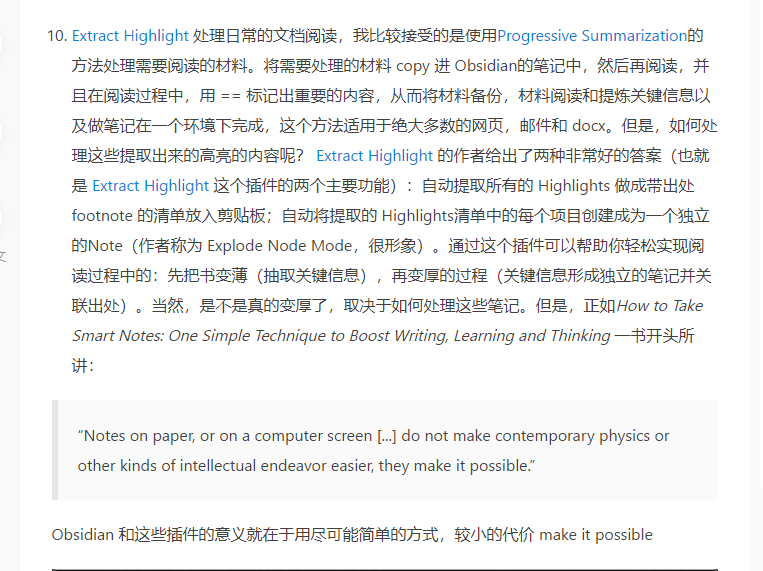 10. Extract Highlight 处理日常的文档阅读，我比较接受的是使用Progressive Summarization的
方法处理需要阅读的材料。将需要处理的材料 copy 进 Obsidian的笔记中，然后再阅读，并
且在阅读过程中，用 == 标记出重要的内容，从而将材料备份，材料阅读和提炼关键信息以
及做笔记在一个环境下完成，这个方法适用于绝大多数的网页，邮件和 docx。但是，如何处
理这些提取出来的高亮的内容呢？ Extract Highlight 的作者给出了两种非常好的答案（也就
是 Extract Highlight 这个插件的两个主要功能）：自动提取所有的 Highlights 做成带出处
footnote 的清单放入剪贴板；自动将提取的 Highlights清单中的每个项目创建成为一个独立
的Note（作者称为 Explode Node Mode，很形象）。通过这个插件可以帮助你轻松实现阅
读过程中的：先把书变薄（抽取关键信息），再变厚的过程（关键信息形成独立的笔记并关
联出处）。当然，是不是真的变厚了，取决于如何处理这些笔记。但是，正如How to Take
Smart Notes: One Simple Technique to Boost Writing, Learning and Thinking 一书开头所
讲：
“Notes on paper, or on a computer screen [...] do not make contemporary physics or
other kinds of intellectual endeavor easier, they make it possible.”
Obsidian 和这些插件的意义就在于用尽可能简单的方式，较小的代价 make it possible